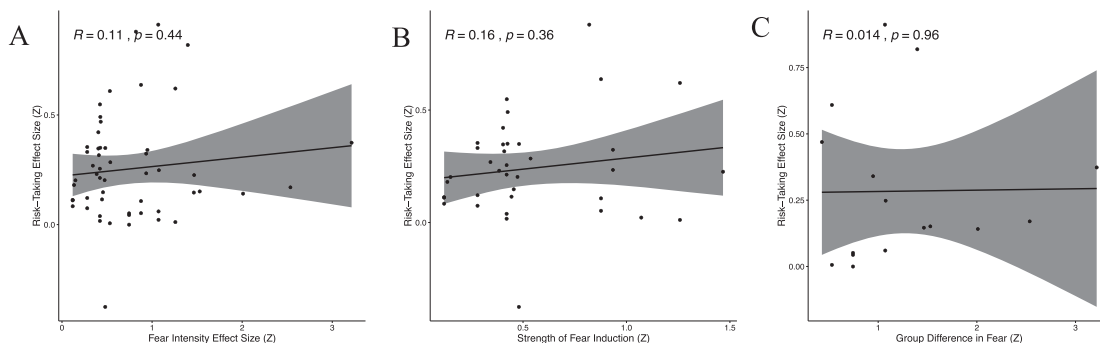 A
R = 0.11 , p = 0.44
Risk−Taking Effect Size (Z)
0.5
0.0
0
1
2
3
Fear Intensity Effect Size (Z)
B
R = 0.16 , p = 0.36
Risk−Taking Effect Size (Z)
0.5
0.0
0.5
1.0
1.5
Strength of Fear Induction (Z)
C
R = 0.014 , p = 0.96
Risk−Taking Effect Size (Z)
0.75
0.50
0.25
0.00
1
2
3
Group Difference in Fear (Z)